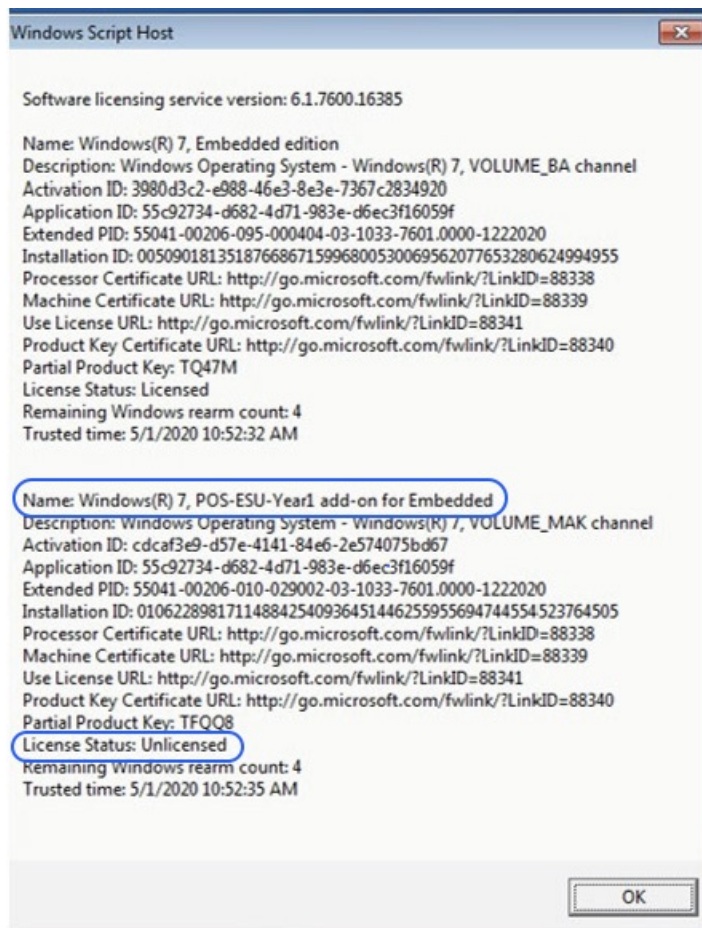 Windows Script Host
Software licensing service version: 6.1.7600.16385
Name: Windows(R) 7, Embedded edition
Description: Windows Operating System - Windows(R) 7, VOLUME_BA channel
Activation ID: 3980d3c2-e988-46e3-8e3e-7367c2834920
Application ID: 55c92734-d682-4d71-983e-d6ec3f16059f
Extended PID: 55041-00206-095-000404-03-1033-7601.0000-1222020
Installation ID: 005090181351876686715996800530069562077653280624994955
Processor Certificate URL: http://go.microsoft.com/fwlink/?LinkID=88338
Machine Certificate URL: http://go.microsoft.com/fwlink/?LinkID=88339
Use License URL: http://go.microsoft.com/fwlink/?LinkID=88341
Product Key Certificate URL: http://go.microsoft.com/fwlink/?LinkID=88340
Partial Product Key: TQ47M
License Status: Licensed
Remaining Windows rearm count: 4
Trusted time: 5/1/2020 10:52:32 AM
Name: Windows(R) 7, POS-ESU-Year1 add-on for Embedded
Description: Windows Operating System - Windows(R) 7, VOLUME_MAK channel
Activation ID: cdcaf3e9-d57e-4141-84e6-2e574075bd67
Application ID: 55c92734-d682-4d71-983e-d6ec3f16059f
Extended PID: 55041-00206-010-029002-03-1033-7601.0000-1222020
Installation ID: 010622898171148842540936451446255955694744554523764505
Processor Certificate URL: http://go.microsoft.com/fwlink/?LinkID=88338
Machine Certificate URL: http://go.microsoft.com/fwlink/?LinkID=88339
Use License URL: http://go.microsoft.com/fwlink/?LinkID=88341
Product Key Certificate URL: http://go.microsoft.com/fwlink/?LinkID=88340
Partial Product Key: TFQQ8
License Status: Unlicensed
Remaining Windows rearm count: 4
Trusted time: 5/1/2020 10:52:35 AM
OK